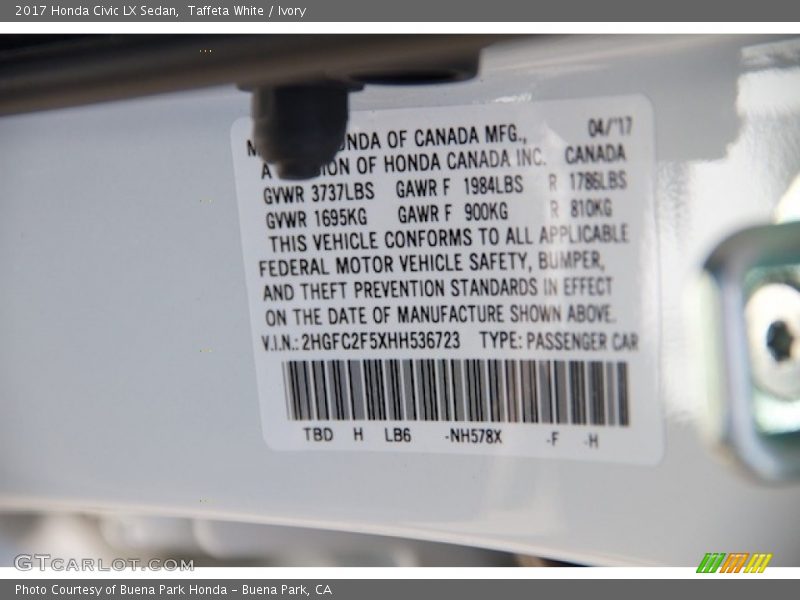 2017 Honda Civic LX Sedan, Taffeta White / Ivory
NDA OF CANADA MFG., 04/'17
A ION OF HONDA CANADA INC. CANADA
GVWR 3737LBS GAWR F 1984LBS R 1786LBS
GVWR 1695KG GAWR F 900KG R 810KG
THIS VEHICLE CONFORMS TO ALL APPLICABLE
FEDERAL MOTOR VEHICLE SAFETY, BUMPER,
AND THEFT PREVENTION STANDARDS IN EFFECT
ON THE DATE OF MANUFACTURE SHOWN ABOVE.
V.I.N.: 2HGFC2F5XHH536723 TYPE: PASSENGER CAR
TBD H LB6 -NH578X -F -H
GTCARLOT.COM
Photo Courtesy of Buena Park Honda – Buena Park, CA